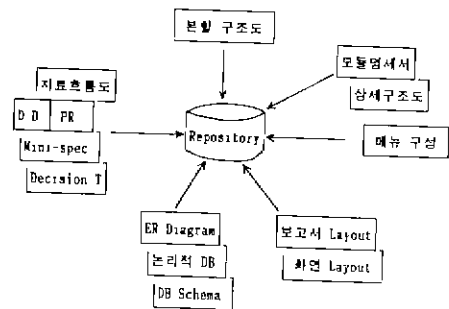 분할 구조도
모듈명세서
상세구조도
자료흐름도
D D PR
Mini-spec
Decision T
Repository
메뉴 구성
ER Diagram
논리적 DB
DB Schema
보고서 Layout
화면 Layout